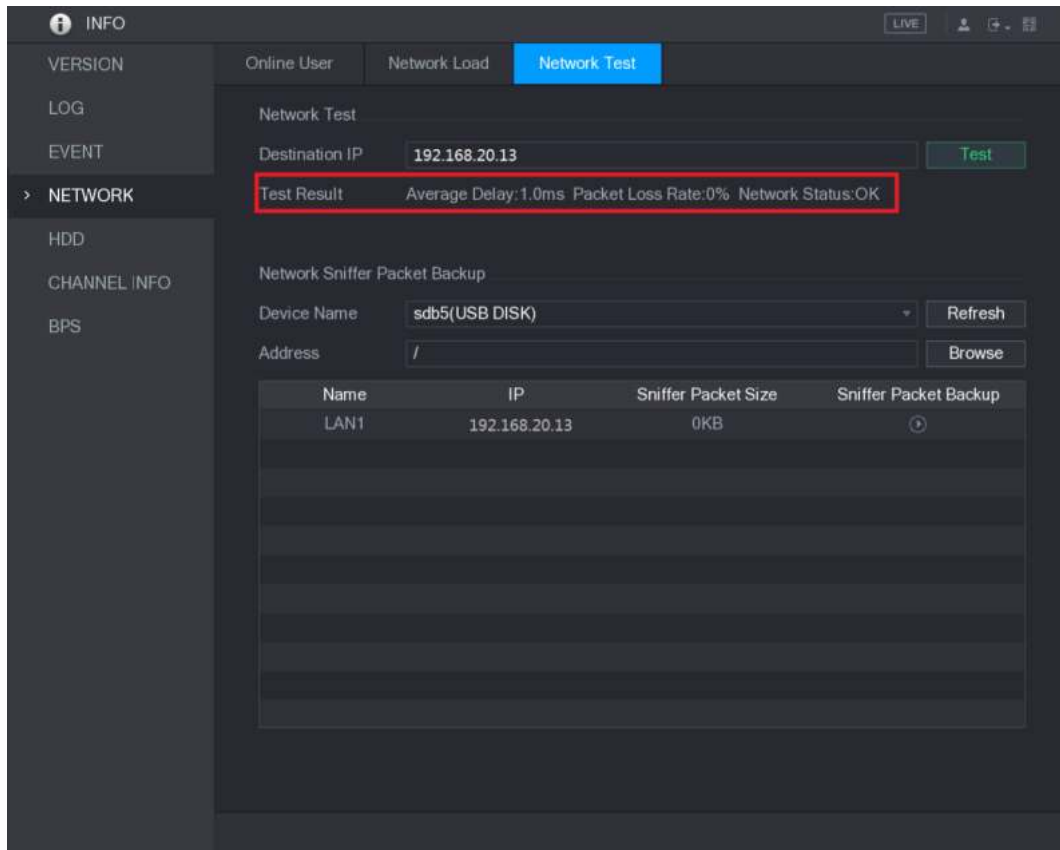 INFO LIVE
VERSION
LOG
EVENT
NETWORK
HDD
CHANNEL INFO
BPS
Online User Network Load Network Test
Network Test
Destination IP 192.168.20.13 Test
Test Result Average Delay:1.0ms Packet Loss Rate:0% Network Status:OK
Network Sniffer Packet Backup
Device Name sdb5(USB DISK) Refresh
Address / Browse
Name IP Sniffer Packet Size Sniffer Packet Backup
LAN1 192.168.20.13 0KB